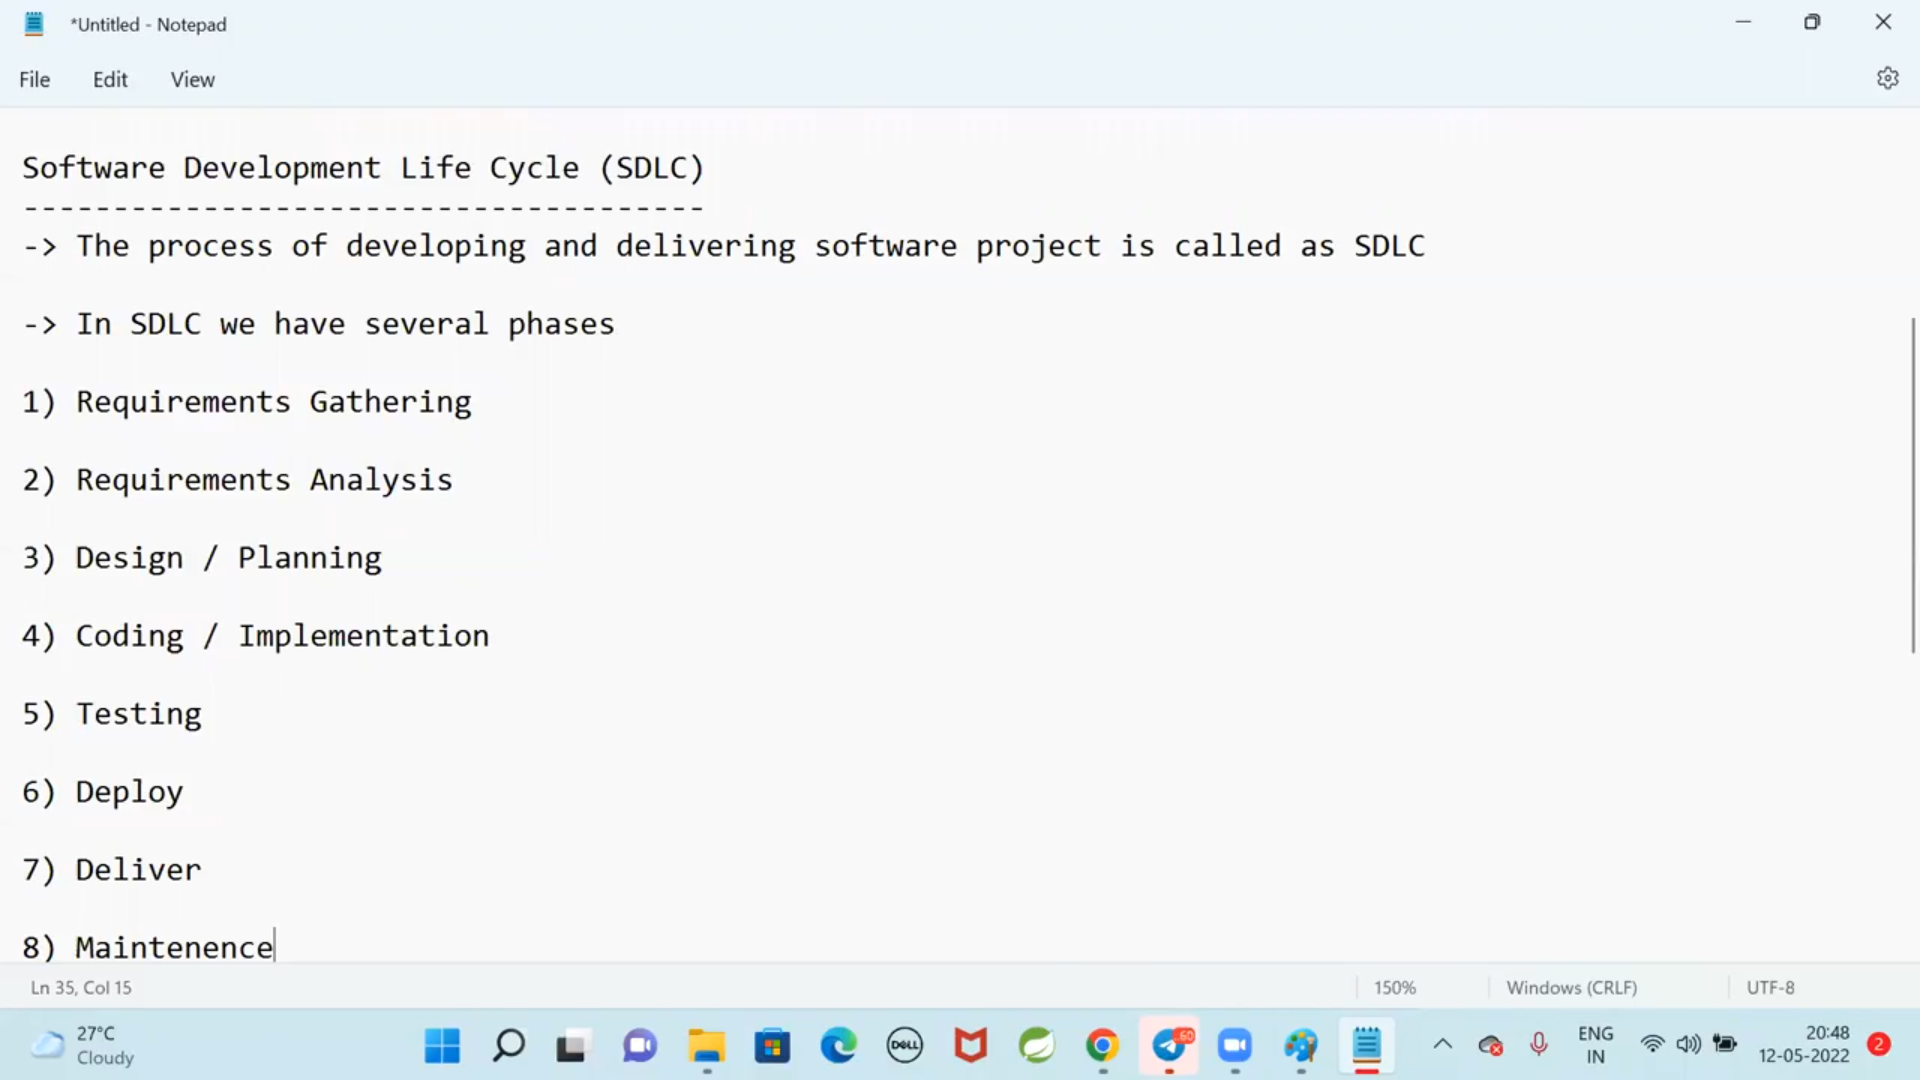 *Untitled - Notepad
File Edit View
Software Development Life Cycle (SDLC)
--------------------------------------
-> The process of developing and delivering software project is called as SDLC
-> In SDLC we have several phases
1) Requirements Gathering
2) Requirements Analysis
3) Design / Planning
4) Coding / Implementation
5) Testing
6) Deploy
7) Deliver
8) Maintenence
Ln 35, Col 15 150% Windows (CRLF) UTF-8
27°C
Cloudy
DELL
60
ENG
IN
20:48
12-05-2022
2